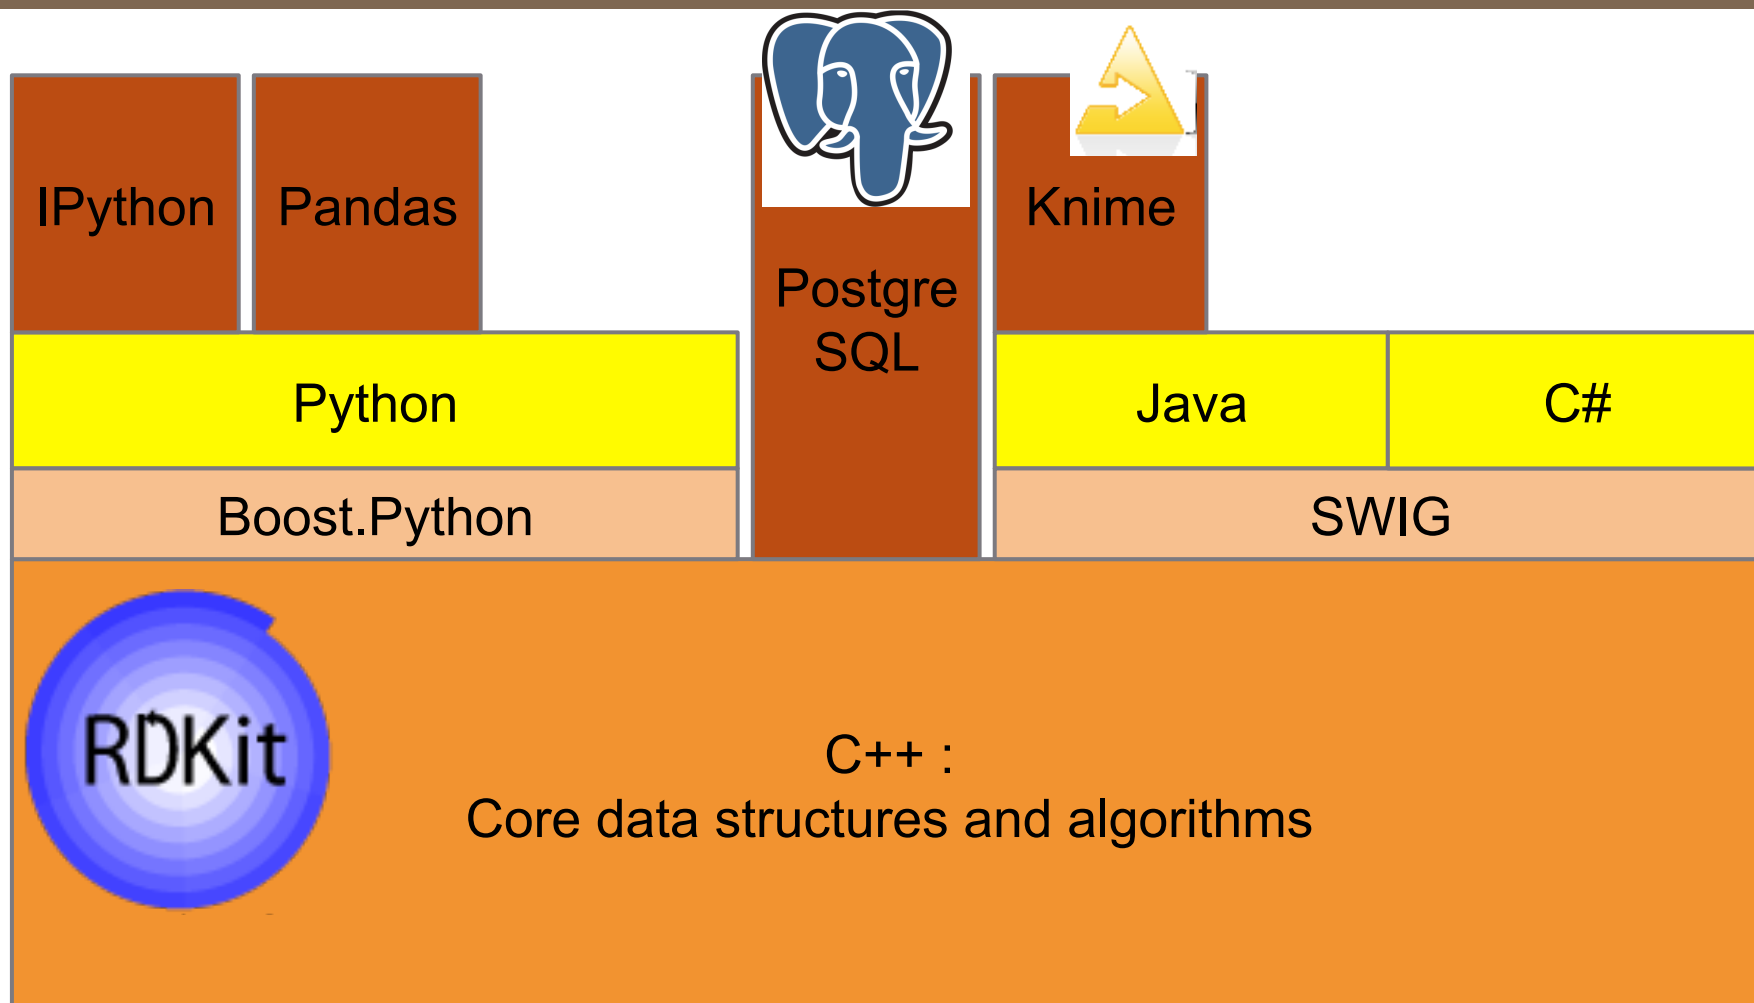 IPython
Pandas
Postgre
SQL
Knime
Python
Java
C#
Boost.Python
SWIG
RDKit
C++ :
Core data structures and algorithms